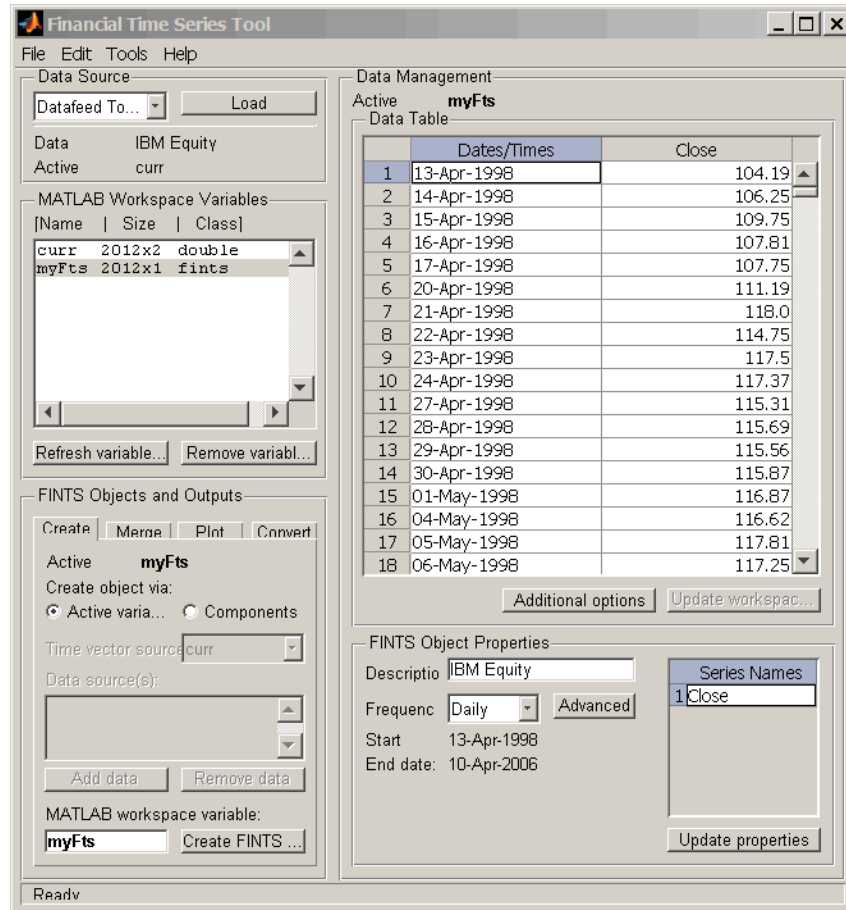 Financial Time Series Tool
File Edit Tools Help
Data Source
Datafeed To... Load
Data IBM Equity
Active curr
MATLAB Workspace Variables
[Name | Size | Class]
curr 2012x2 double
myFts 2012x1 fints
Refresh variable... Remove variabl...
FINTS Objects and Outputs
Create Merge Plot Convert
Active myFts
Create object via:
Active varia... Components
Time vector source curr
Data source(s):
Add data Remove data
MATLAB workspace variable:
myFts Create FINTS ...
Data Management
Active myFts
Data Table
Dates/Times Close
1 13-Apr-1998 104.19
2 14-Apr-1998 106.25
3 15-Apr-1998 109.75
4 16-Apr-1998 107.81
5 17-Apr-1998 107.75
6 20-Apr-1998 111.19
7 21-Apr-1998 118.0
8 22-Apr-1998 114.75
9 23-Apr-1998 117.5
10 24-Apr-1998 117.37
11 27-Apr-1998 115.31
12 28-Apr-1998 115.69
13 29-Apr-1998 115.56
14 30-Apr-1998 115.87
15 01-May-1998 116.87
16 04-May-1998 116.62
17 05-May-1998 117.81
18 06-May-1998 117.25
Additional options Update workspac...
FINTS Object Properties
Descriptio IBM Equity
Frequenc Daily Advanced
Start 13-Apr-1998
End date: 10-Apr-2006
Series Names
1 Close
Update properties
Ready